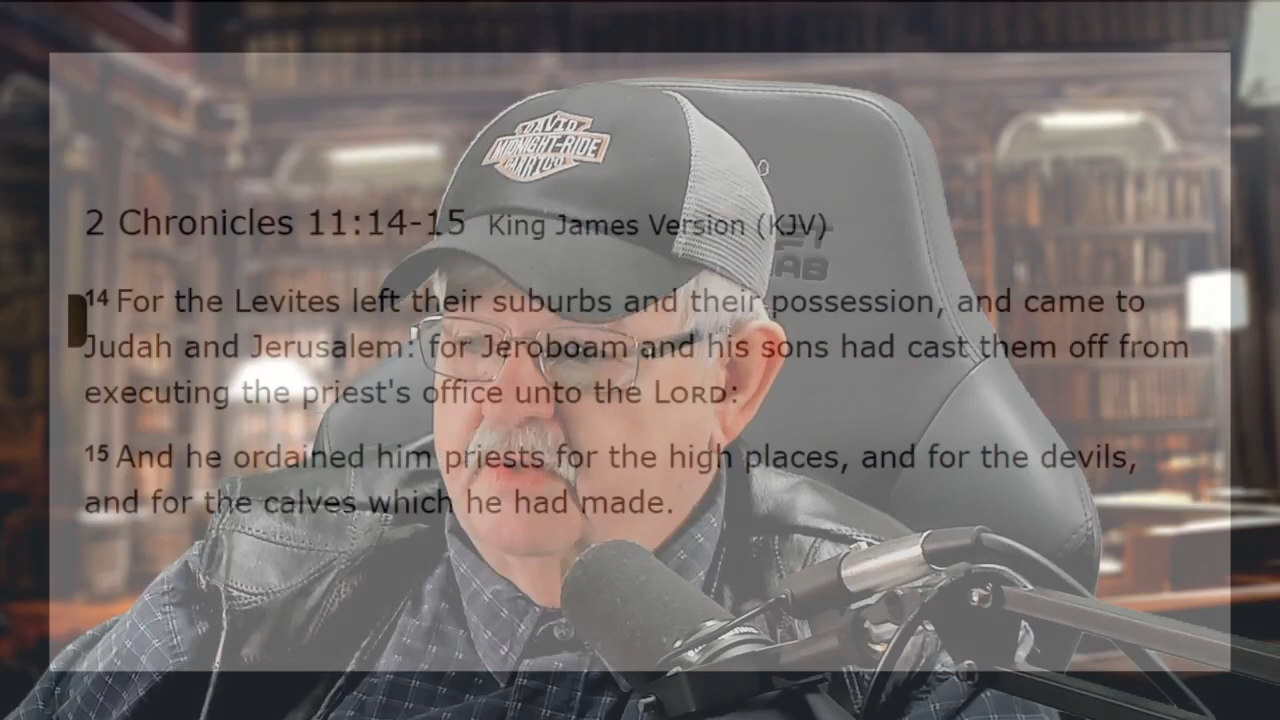 DAVID
MIDNIGHT-RIDE
2 Chronicles 11:14-15 King James Version (KJV)
14 For the Levites left their suburbs and their possession, and came to
Judah and Jerusalem: for Jeroboam and his sons had cast them off from
executing the priest's office unto the LORD:
15 And he ordained him priests for the high places, and for the devils,
and for the calves which he had made.